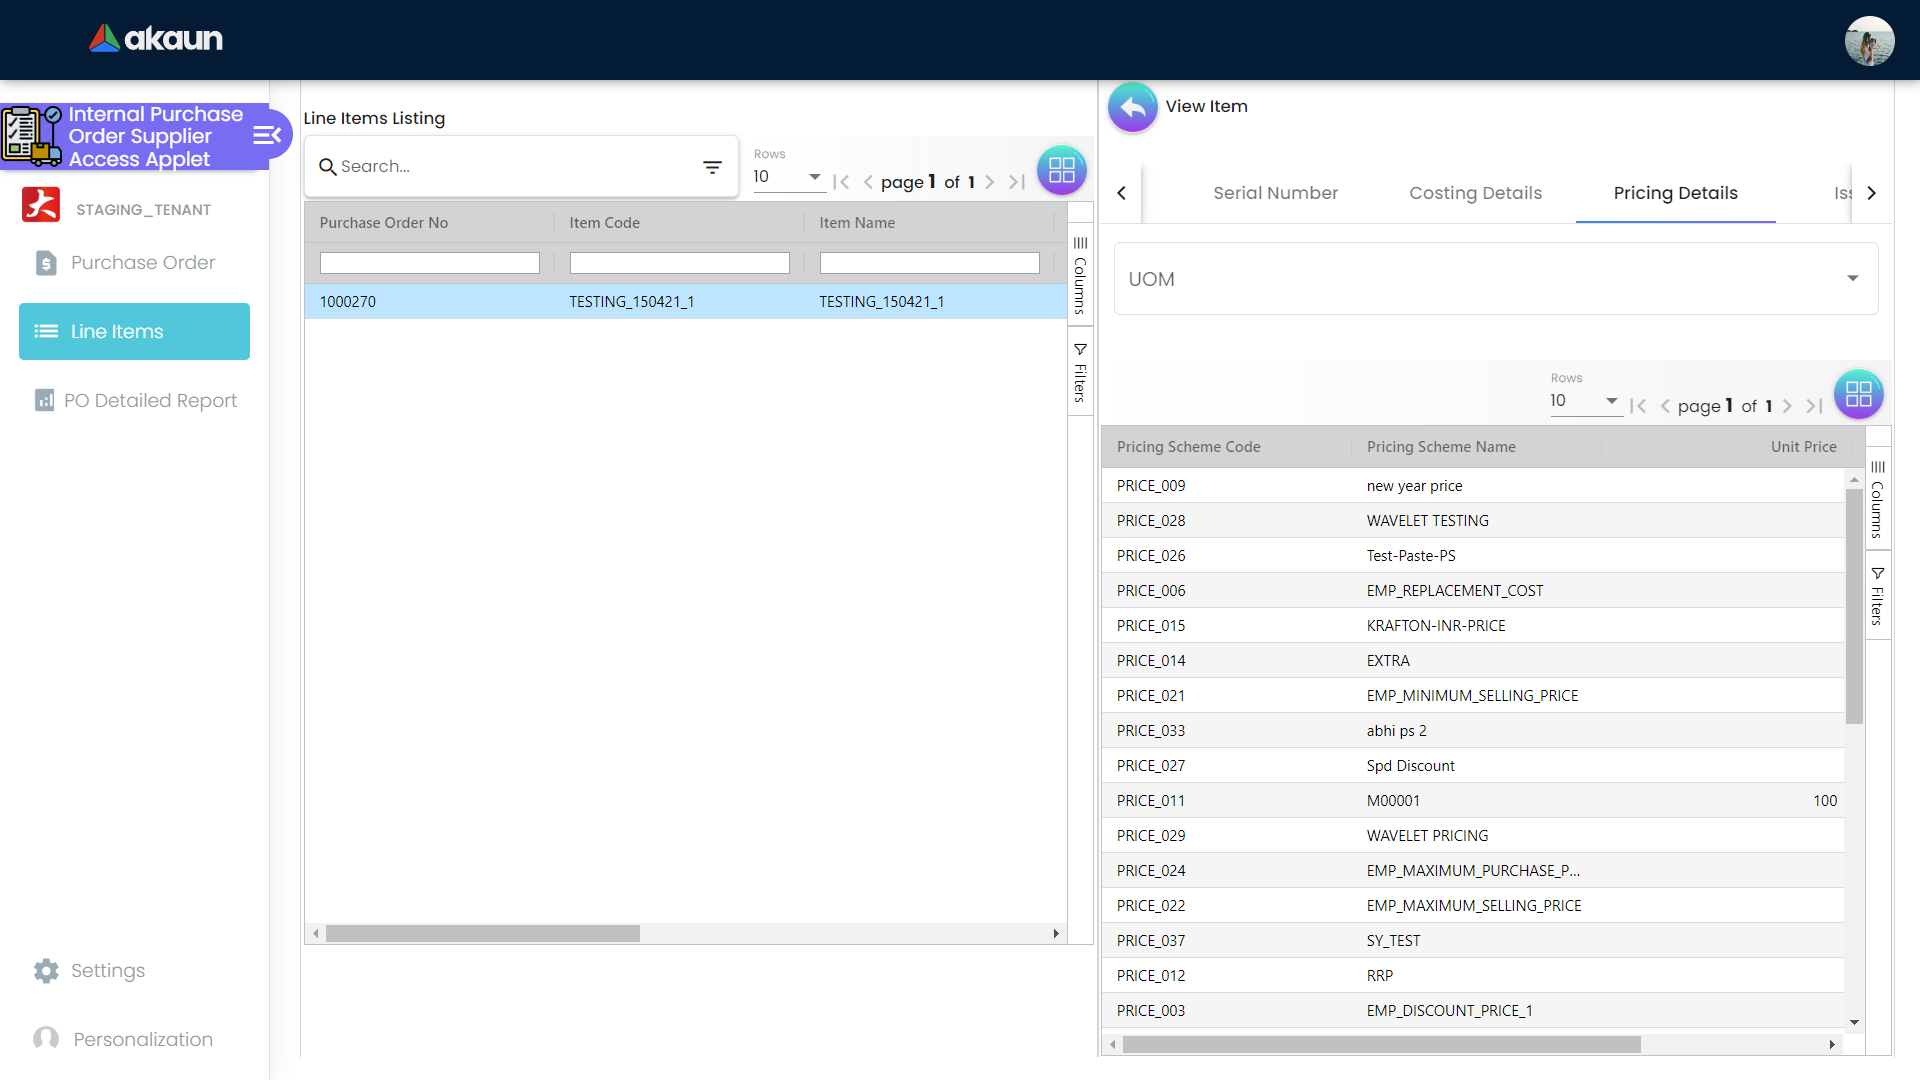 akaun
Internal Purchase
Order Supplier
Access Applet
STAGING_TENANT
Purchase Order
Line Items
PO Detailed Report
Settings
Personalization
Line Items Listing
Search...
Rows
10
page 1 of 1
Purchase Order No Item Code Item Name
1000270 TESTING_150421_1 TESTING_150421_1
Columns
Filters
View Item
Serial Number Costing Details Pricing Details
UOM
Rows
10
page 1 of 1
Pricing Scheme Code Pricing Scheme Name Unit Price
PRICE_009 new year price
PRICE_028 WAVELET TESTING
PRICE_026 Test-Paste-PS
PRICE_006 EMP_REPLACEMENT_COST
PRICE_015 KRAFTON-INR-PRICE
PRICE_014 EXTRA
PRICE_021 EMP_MINIMUM_SELLING_PRICE
PRICE_033 abhi ps 2
PRICE_027 Spd Discount
PRICE_011 M00001 100
PRICE_029 WAVELET PRICING
PRICE_024 EMP_MAXIMUM_PURCHASE_P...
PRICE_022 EMP_MAXIMUM_SELLING_PRICE
PRICE_037 SY_TEST
PRICE_012 RRP
PRICE_003 EMP_DISCOUNT_PRICE_1
Columns
Filters